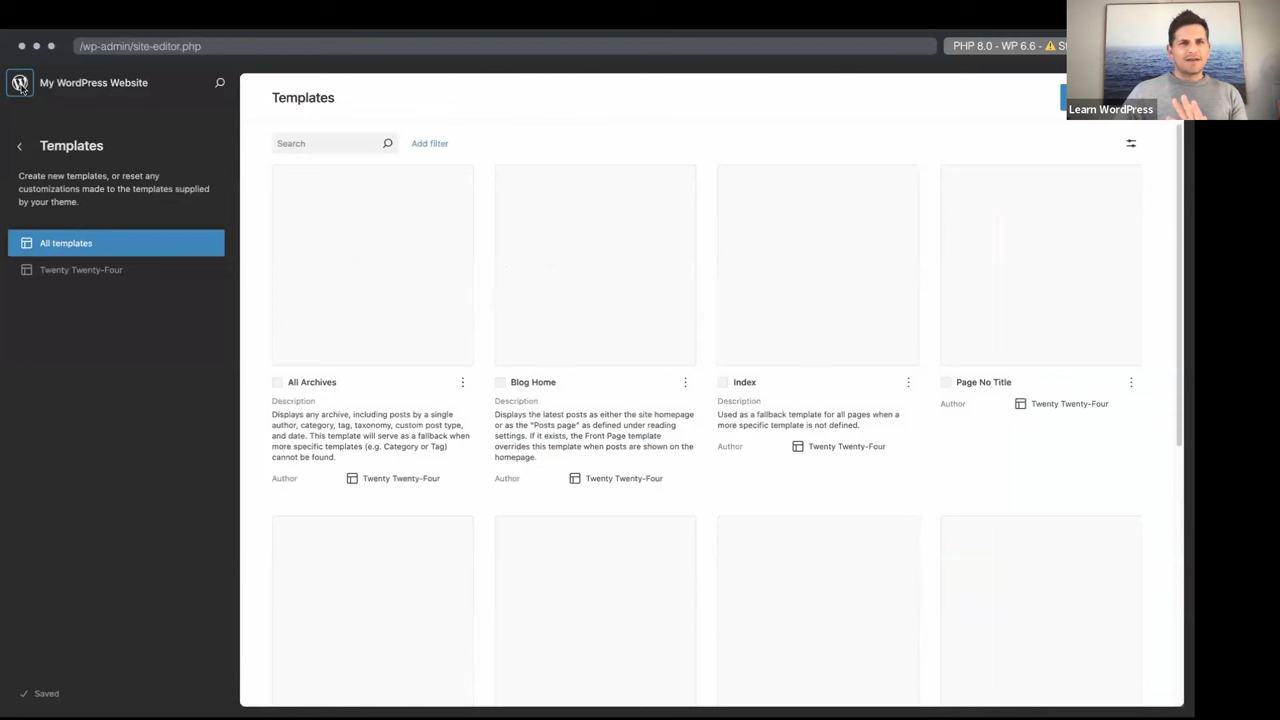 /wp-admin/site-editor.php
PHP 8.0 - WP 6.6 -
My WordPress Website
Learn WordPress
Templates
Create new templates, or reset any
customizations made to the templates supplied
by your theme.
All templates
Twenty Twenty-Four
Saved
Templates
Search
Add filter
All Archives
Description
Displays any archive, including posts by a single
author, category, tag, taxonomy, custom post type,
and date. This template will serve as a fallback when
more specific templates (e.g. Category or Tag)
cannot be found.
Author
Twenty Twenty-Four
Blog Home
Description
Displays the latest posts as either the site homepage
or as the "Posts page" as defined under reading
settings. If it exists, the Front Page template
overrides this template when posts are shown on the
homepage.
Author
Twenty Twenty-Four
Index
Description
Used as a fallback template for all pages when a
more specific template is not defined.
Author
Twenty Twenty-Four
Page No Title
Author
Twenty Twenty-Four